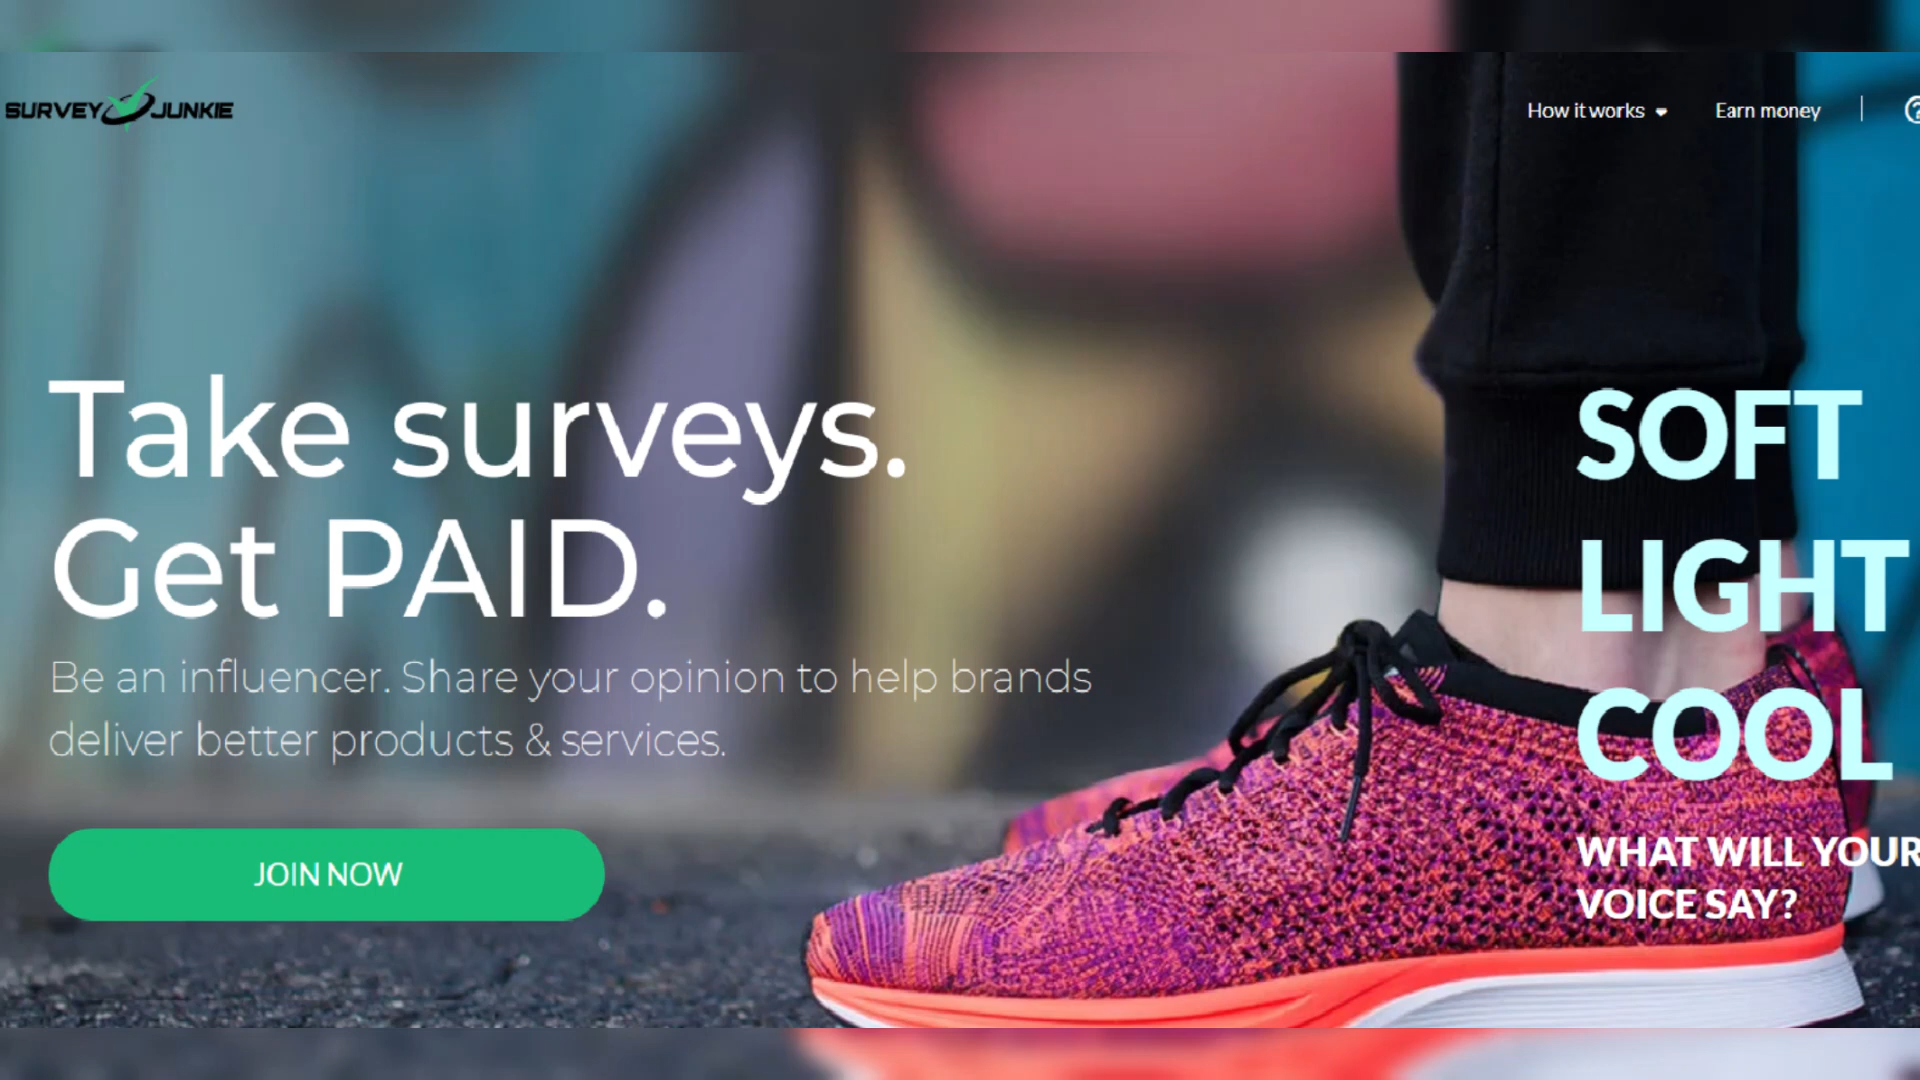 SURVEY JUNKIE
How it works
Earn money
Take surveys.
Get PAID.
Be an influencer. Share your opinion to help brands
deliver better products & services.
JOIN NOW
SOFT
LIGHT
COOL
WHAT WILL YOUR
VOICE SAY?